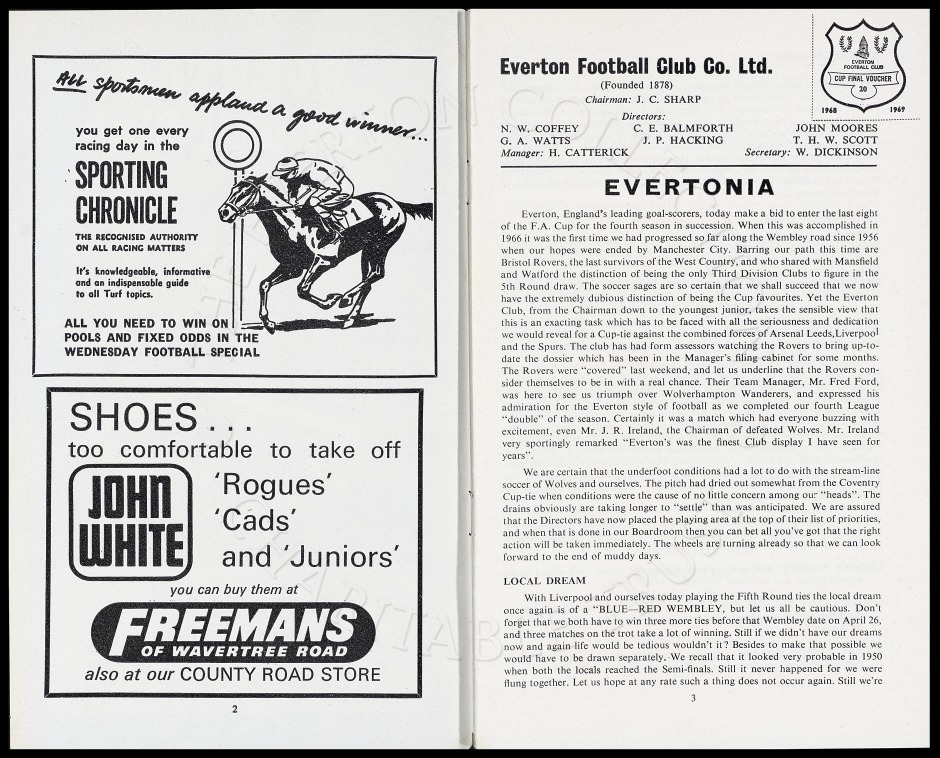 ALL sportsmen applaud a good winner...
you get one every
racing day in the
SPORTING
CHRONICLE
THE RECOGNISED AUTHORITY
ON ALL RACING MATTERS
It's knowledgeable, informative
and an indispensable guide
to all Turf topics.
ALL YOU NEED TO WIN ON
POOLS AND FIXED ODDS IN THE
WEDNESDAY FOOTBALL SPECIAL
1
SHOES ...
too comfortable to take off
JOHN
WHITE
'Rogues'
'Cads'
and 'Juniors'
you can buy them at
FREEMANS
OF WAVERTREE ROAD
also at our COUNTY ROAD STORE
2
Everton Football Club Co. Ltd.
(Founded 1878)
Chairman: J. C. SHARP
Directors:
N. W. COFFEY C. E. BALMFORTH JOHN MOORES
G. A. WATTS J. P. HACKING T. H. W. SCOTT
Manager: H. CATTERICK Secretary: W. DICKINSON
EVERTON
FOOTBALL CLUB
CUP FINAL VOUCHER
20
1968 1969
EVERTONIA
Everton, England's leading goal-scorers, today make a bid to enter the last eight
of the F.A. Cup for the fourth season in succession. When this was accomplished in
1966 it was the first time we had progressed so far along the Wembley road since 1956
when our hopes were ended by Manchester City. Barring our path this time are
Bristol Rovers, the last survivors of the West Country, and who shared with Mansfield
and Watford the distinction of being the only Third Division Clubs to figure in the
5th Round draw. The soccer sages are so certain that we shall succeed that we now
have the extremely dubious distinction of being the Cup favourites. Yet the Everton
Club, from the Chairman down to the youngest junior, takes the sensible view that
this is an exacting task which has to be faced with all the seriousness and dedication
we would reveal for a Cup-tie against the combined forces of Arsenal Leeds, Liverpool
and the Spurs. The club has had form assessors watching the Rovers to bring up-to-
date the dossier which has been in the Manager's filing cabinet for some months.
The Rovers were "covered" last weekend, and let us underline that the Rovers con-
sider themselves to be in with a real chance. Their Team Manager, Mr. Fred Ford,
was here to see us triumph over Wolverhampton Wanderers, and expressed his
admiration for the Everton style of football as we completed our fourth League
"double" of the season. Certainly it was a match which had everyone buzzing with
excitement, even Mr. J. R. Ireland, the Chairman of defeated Wolves. Mr. Ireland
very sportingly remarked "Everton's was the finest Club display I have seen for
years".
We are certain that the underfoot conditions had a lot to do with the stream-line
soccer of Wolves and ourselves. The pitch had dried out somewhat from the Coventry
Cup-tie when conditions were the cause of no little concern among our "heads". The
drains obviously are taking longer to "settle" than was anticipated. We are assured
that the Directors have now placed the playing area at the top of their list of priorities,
and when that is done in our Boardroom then you can bet all you've got that the right
action will be taken immediately. The wheels are turning already so that we can look
forward to the end of muddy days.
LOCAL DREAM
With Liverpool and ourselves today playing the Fifth Round ties the local dream
once again is of a "BLUE—RED WEMBLEY, but let us all be cautious. Don't
forget that we both have to win three more ties before that Wembley date on April 26,
and three matches on the trot take a lot of winning. Still if we didn't have our dreams
now and again life would be tedious wouldn't it? Besides to make that possible we
would have to be drawn separately. We recall that it looked very probable in 1950
when both the locals reached the Semi-finals. Still it never happened for we were
flung together. Let us hope at any rate such a thing does not occur again. Still we're
3